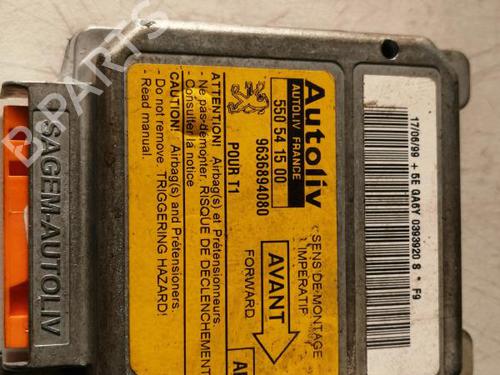 B-PARTS
SAGEM-AUTOLIV
Autoliv
AUTOLIV FRANCE
550 54 15 00
9636894080
POUR T1
ATTENTION! Airbag(s) et Prétensionneurs
- Ne pas démonter. RISQUE DE DECLENCHEMENT
- Consulter la notice
CAUTION! Airbag(s) and Pretensioners
- Do not remove. TRIGGERING HAZARD!
- Read manual.
SENS DE MONTAGE
IMPERATIF
AVANT
FORWARD
17/06/99 + 5E 0A6Y 0393920 8 * F9